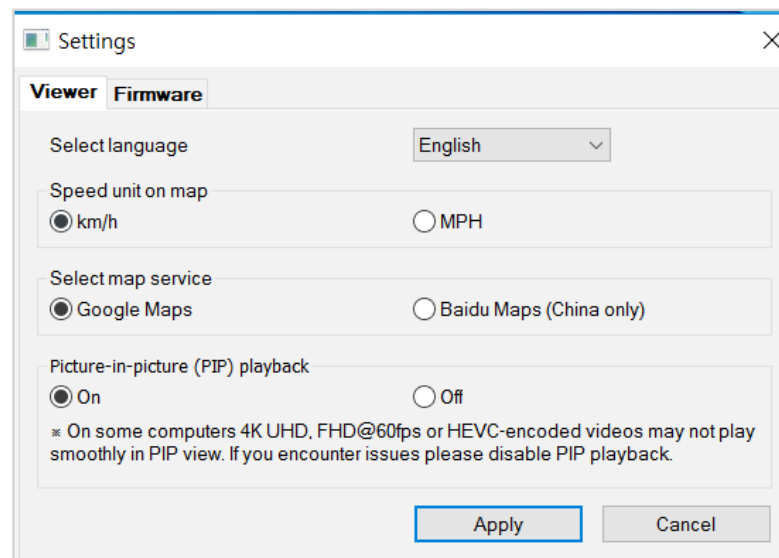 Settings
Viewer Firmware
Select language English
Speed unit on map
km/h MPH
Select map service
Google Maps Baidu Maps (China only)
Picture-in-picture (PIP) playback
On Off
※ On some computers 4K UHD, FHD@60fps or HEVC-encoded videos may not play
smoothly in PIP view. If you encounter issues please disable PIP playback.
Apply Cancel